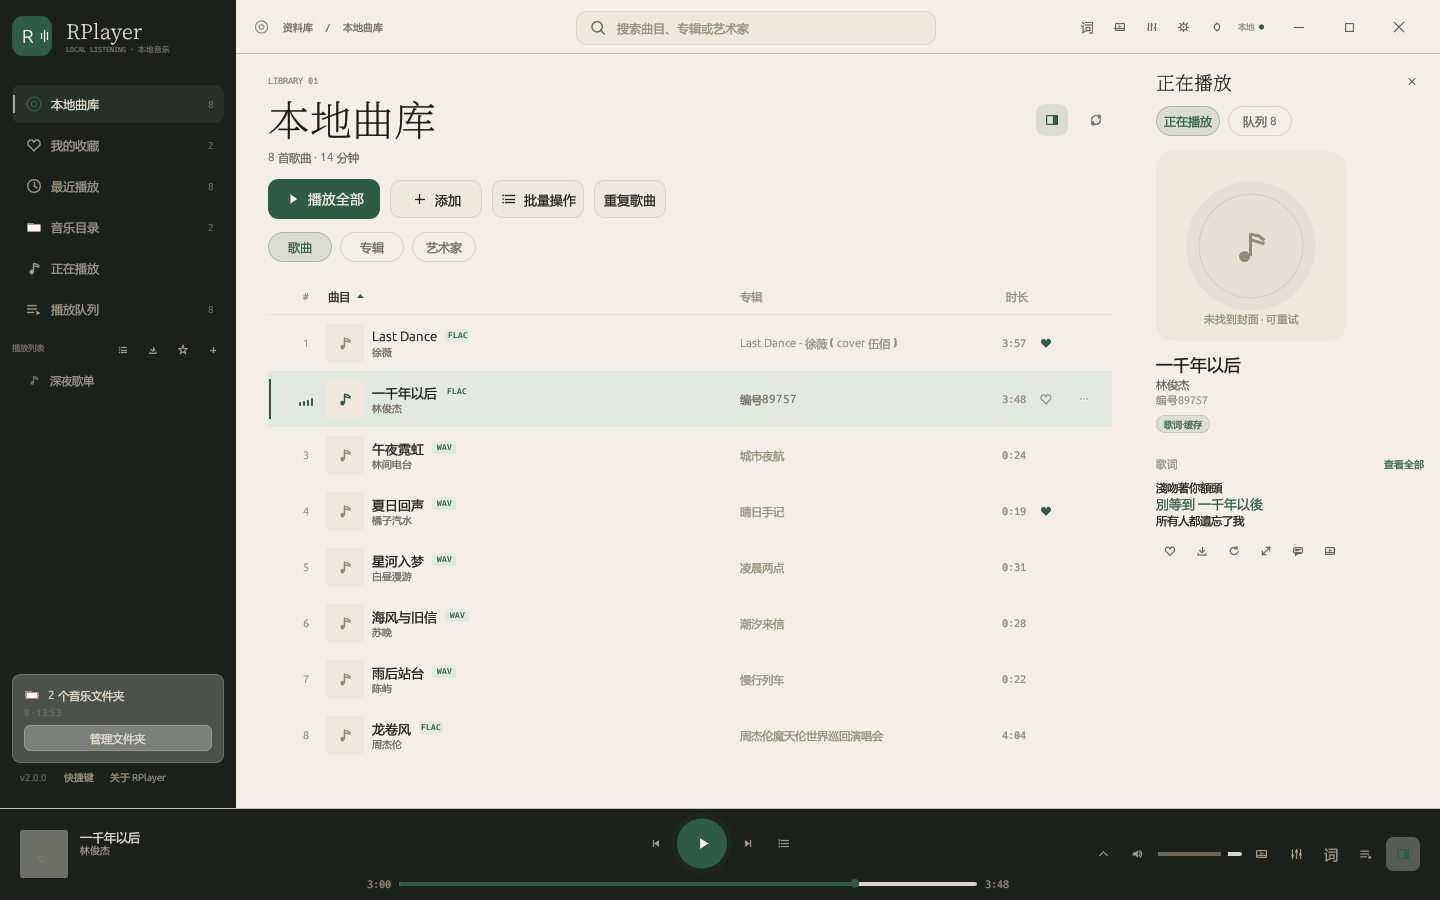 RPlayer
LOCAL LISTENING · 本地音乐
本地曲库 8
我的收藏 2
最近播放 8
音乐目录 2
正在播放
播放队列 8
播放列表
深夜歌单
2 个音乐文件夹
8 · 13:53
管理文件夹
v2.0.0 快捷键 关于 RPlayer
资料库 / 本地曲库
搜索曲目、专辑或艺术家
词
本地
LIBRARY 01
本地曲库
8 首歌曲 · 14 分钟
播放全部 添加 批量操作 重复歌曲
歌曲 专辑 艺术家
# 曲目 专辑 时长
1 Last Dance FLAC Last Dance - 徐薇 ( cover 伍佰 ) 3:57
徐薇
一千年以后 FLAC 编号89757 3:48
林俊杰
3 午夜霓虹 WAV 城市夜航 0:24
林间电台
4 夏日回声 WAV 晴日手记 0:19
橘子汽水
5 星河入梦 WAV 凌晨两点 0:31
白昼漫游
6 海风与旧信 WAV 潮汐来信 0:28
苏晚
7 雨后站台 WAV 慢行列车 0:22
陈屿
8 龙卷风 FLAC 周杰伦魔天伦世界巡回演唱会 4:04
周杰伦
正在播放
正在播放 队列 8
未找到封面 · 可重试
一千年以后
林俊杰
编号89757
歌词·缓存
歌词 查看全部
淺吻著你額頭
別等到 一千年以後
所有人都遺忘了我
一千年以后
林俊杰
3:00 3:48
词